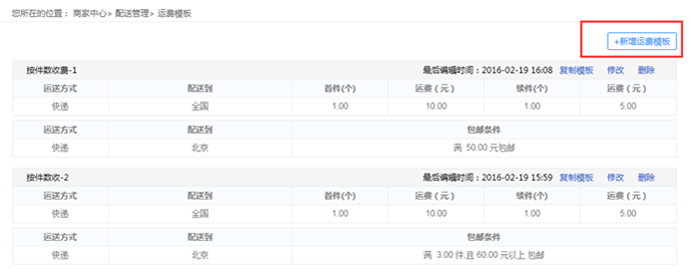 您所在的位置： 商家中心> 配送管理> 运费模板
+新增运费模板
按件数收费-1 最后编辑时间：2016-02-19 16:08 复制模板 修改 删除
运送方式 配送到 首件(个) 运费（元） 续件(个) 运费（元）
快递 全国 1.00 10.00 1.00 5.00
运送方式 配送到 包邮条件
快递 北京 满 50.00 元包邮
按件数收-2 最后编辑时间：2016-02-19 15:59 复制模板 修改 删除
运送方式 配送到 首件(个) 运费（元） 续件(个) 运费（元）
快递 全国 1.00 10.00 1.00 5.00
运送方式 配送到 包邮条件
快递 北京 满 3.00 件,且 60.00 元以上 包邮